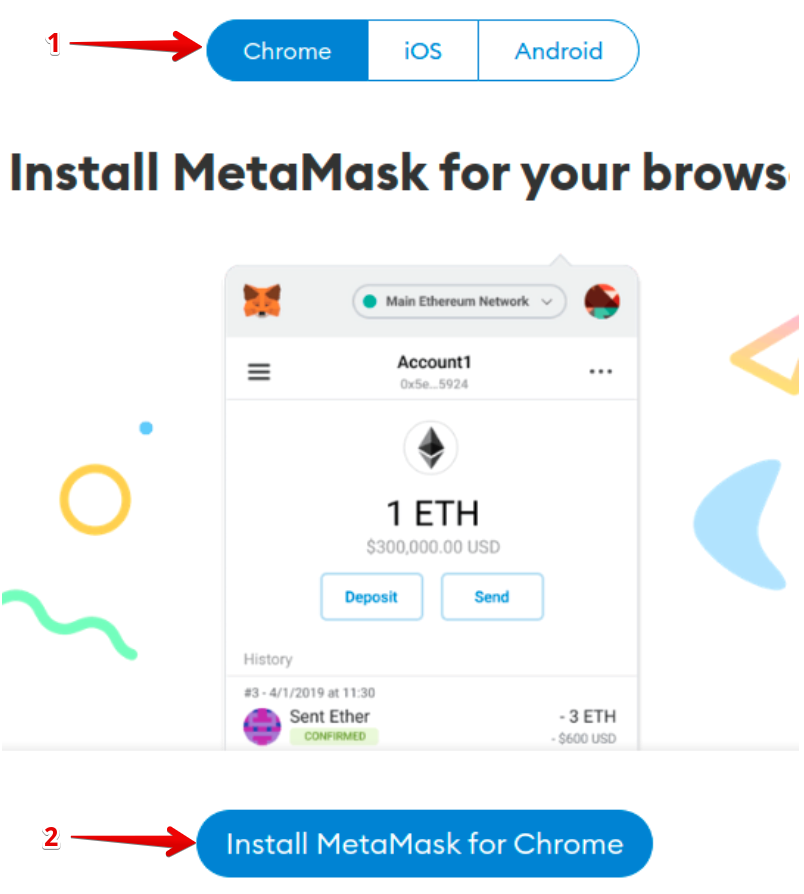 1
Chrome
iOS
Android
Install MetaMask for your brows
Main Ethereum Network
Account1
0x5e...5924
1 ETH
$300,000.00 USD
Deposit
Send
History
#3 - 4/1/2019 at 11:30
Sent Ether
- 3 ETH
CONFIRMED
- $600 USD
2
Install MetaMask for Chrome